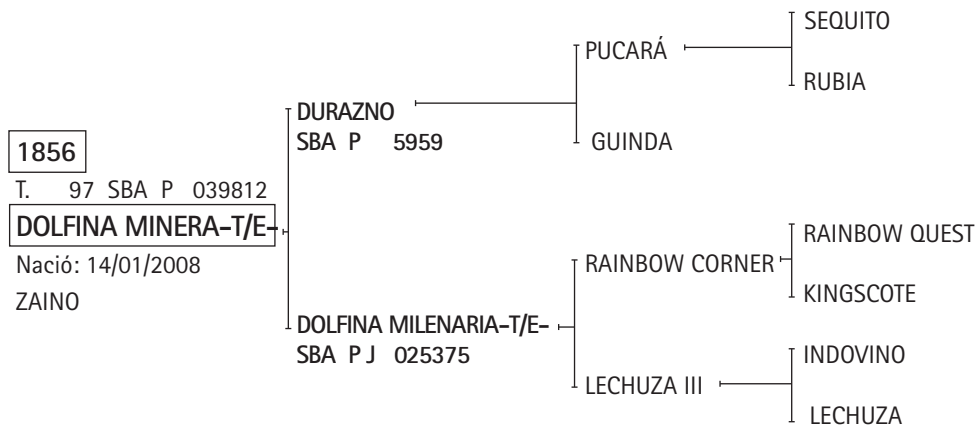 1856
T. 97 SBA P 039812
DOLFINA MINERA-T/E-
Nació: 14/01/2008
ZAINO
DURAZNO
SBA P 5959
DOLFINA MILENARIA-T/E-
SBA P J 025375
PUCARÁ
GUINDA
RAINBOW CORNER
LECHUZA III
SEQUITO
RUBIA
RAINBOW QUEST
KINGSCOTE
INDOVINO
LECHUZA